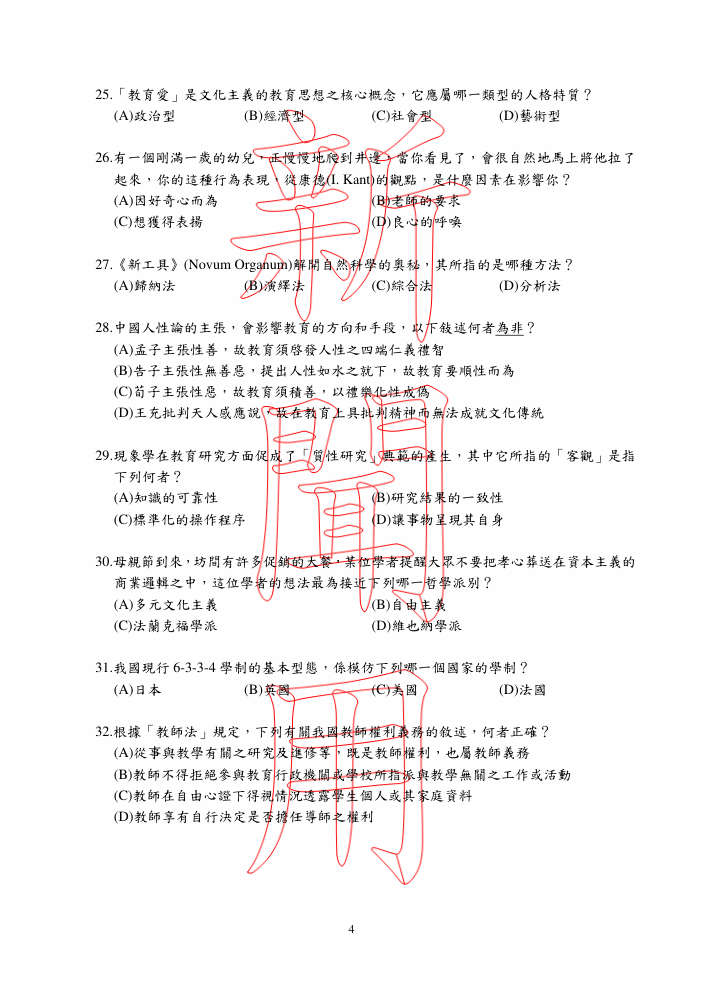 25.「教育愛」是文化主義的教育思想之核心概念，它應屬哪一類型的人格特質？
(A)政治型 (B)經濟型 (C)社會型 (D)藝術型
26.有一個剛滿一歲的幼兒，正慢慢地爬到井邊，當你看見了，會很自然地馬上將他拉了
起來，你的這種行為表現，從康德(I. Kant)的觀點，是什麼因素在影響你？
(A)因好奇心而為 (B)老師的要求
(C)想獲得表揚 (D)良心的呼喚
27.《新工具》(Novum Organum)解開自然科學的奧秘，其所指的是哪種方法？
(A)歸納法 (B)演繹法 (C)綜合法 (D)分析法
28.中國人性論的主張，會影響教育的方向和手段，以下敘述何者為非？
(A)孟子主張性善，故教育須啓發人性之四端仁義禮智
(B)告子主張性無善惡，提出人性如水之就下，故教育要順性而為
(C)荀子主張性惡，故教育須積善，以禮樂化性成偽
(D)王充批判天人感應說，故在教育上具批判精神而無法成就文化傳統
29.現象學在教育研究方面促成了「質性研究」典範的產生，其中它所指的「客觀」是指
下列何者？
(A)知識的可靠性 (B)研究結果的一致性
(C)標準化的操作程序 (D)讓事物呈現其自身
30.母親節到來，坊間有許多促銷的大餐，某位學者提醒大眾不要把孝心葬送在資本主義的
商業邏輯之中，這位學者的想法最為接近下列哪一哲學派別？
(A)多元文化主義 (B)自由主義
(C)法蘭克福學派 (D)維也納學派
31.我國現行 6-3-3-4 學制的基本型態，係模仿下列哪一個國家的學制？
(A)日本 (B)英國 (C)美國 (D)法國
32.根據「教師法」規定，下列有關我國教師權利義務的敘述，何者正確？
(A)從事與教學有關之研究及進修等，既是教師權利，也屬教師義務
(B)教師不得拒絕參與教育行政機關或學校所指派與教學無關之工作或活動
(C)教師在自由心證下得視情況透露學生個人或其家庭資料
(D)教師享有自行決定是否擔任導師之權利
新聞用
4